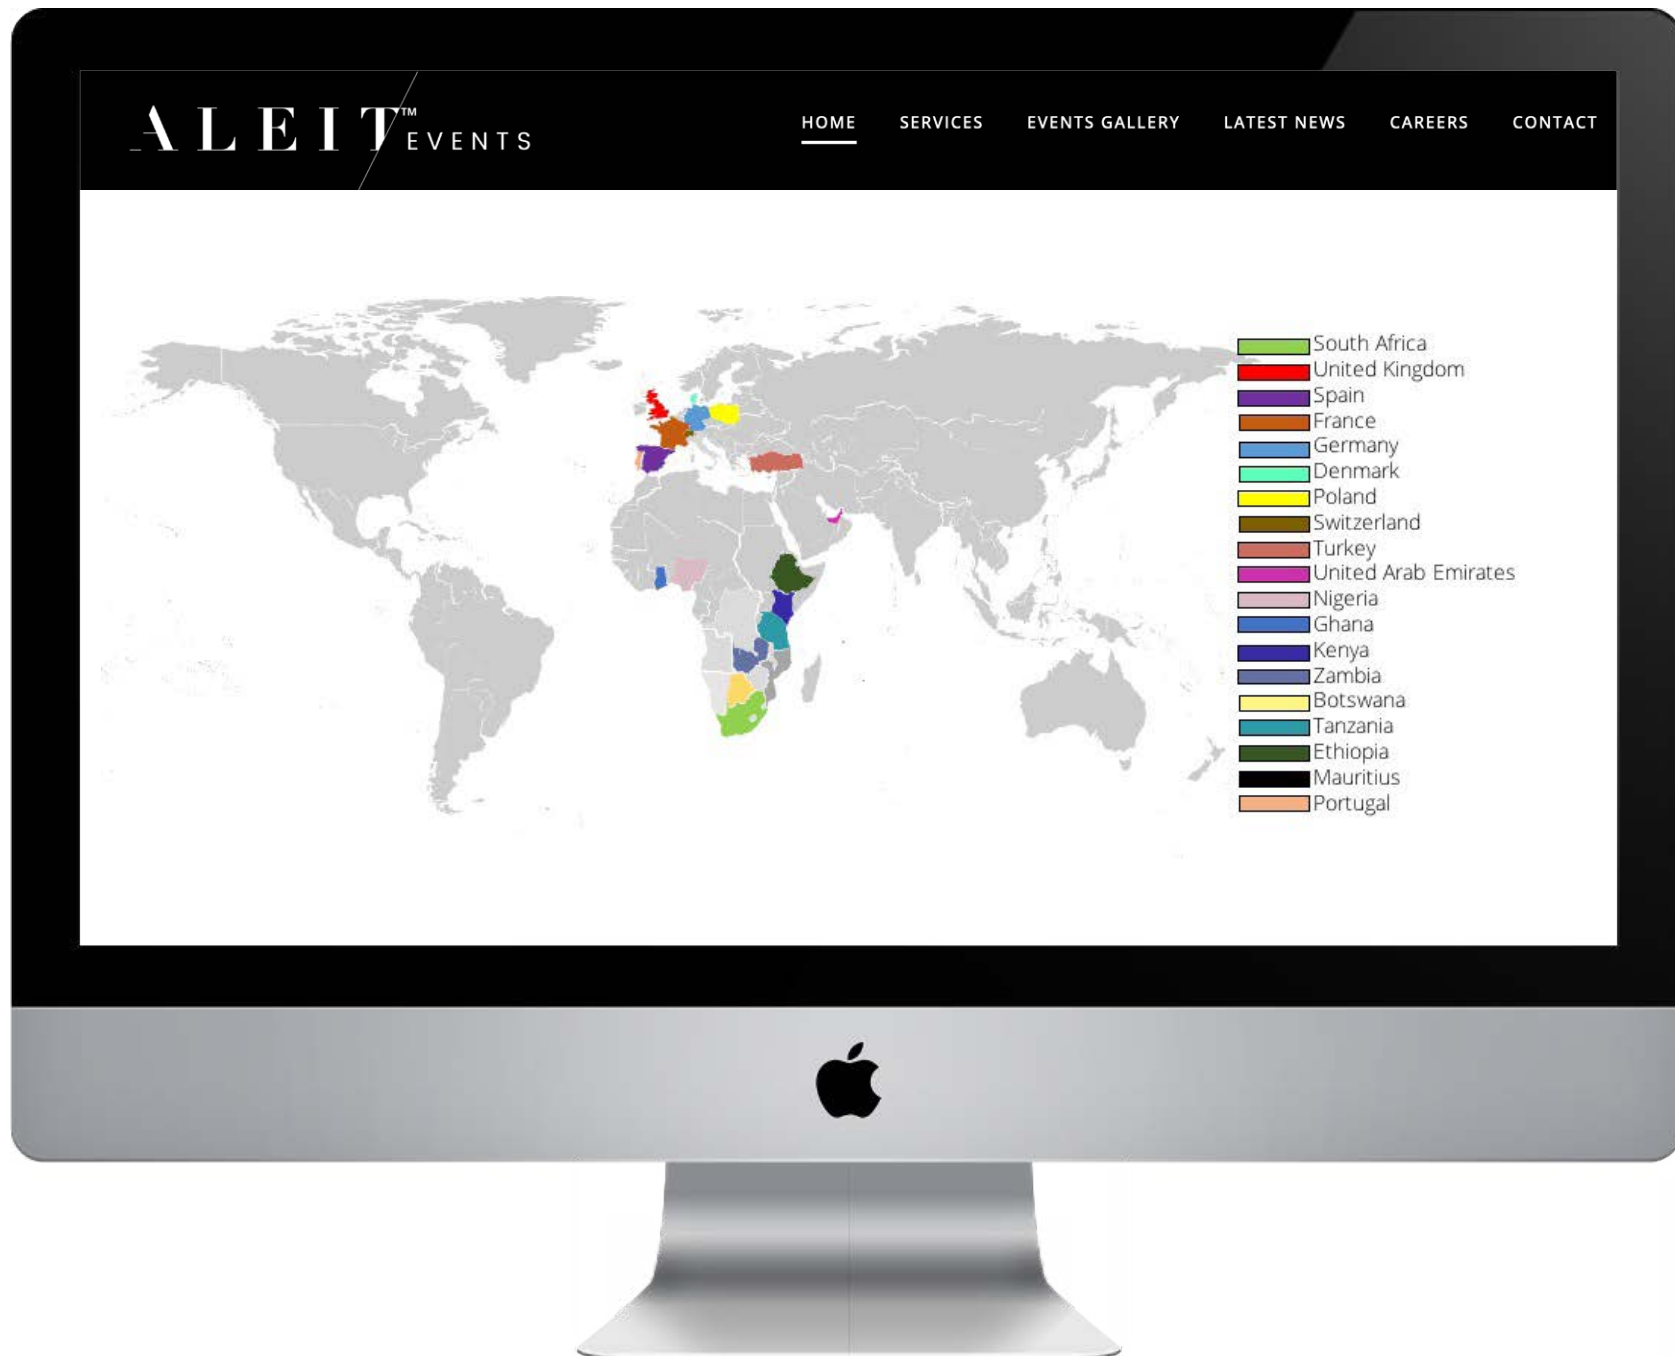 ALEIT™ EVENTS
HOME SERVICES EVENTS GALLERY LATEST NEWS CAREERS CONTACT
South Africa
United Kingdom
Spain
France
Germany
Denmark
Poland
Switzerland
Turkey
United Arab Emirates
Nigeria
Ghana
Kenya
Zambia
Botswana
Tanzania
Ethiopia
Mauritius
Portugal